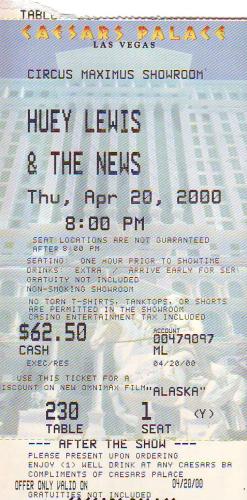 TABLE
CAESARS PALACE
LAS VEGAS
CIRCUS MAXIMUS SHOWROOM
HUEY LEWIS
& THE NEWS
Thu, Apr 20, 2000
8:00 PM
SEAT LOCATIONS ARE NOT GUARANTEED
AFTER 8:00 PM
SEATING: ONE HOUR PRIOR TO SHOWTIME
DRINKS: EXTRA / ARRIVE EARLY FOR SER
GRATUITY NOT INCLUDED
NON-SMOKING SHOWROOM
NO TORN T-SHIRTS, TANKTOPS, OR SHORTS
ARE PERMITTED IN THE SHOWROOM
CASINO ENTERTAINMENT TAX INCLUDED
$62.50 ACCOUNT
00479097
CASH ML
EXEC/RES 04/20/00
USE THIS TICKET FOR A
DISCOUNT ON NEW OMNIMAX FILM "ALASKA"
230 1 (Y)
TABLE SEAT
--- AFTER THE SHOW ---
PLEASE PRESENT UPON ORDERING
ENJOY (1) WELL DRINK AT ANY CAESARS BA
COMPLIMENTS OF CAESARS PALACE
OFFER ONLY VALID ON 04/20/00
GRATUITIES NOT INCLUDED